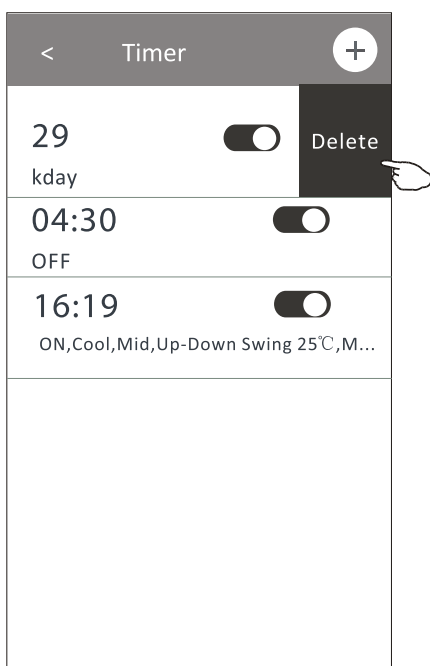 < Timer +
29
kday
Delete
04:30
OFF
16:19
ON,Cool,Mid,Up-Down Swing 25℃,M...